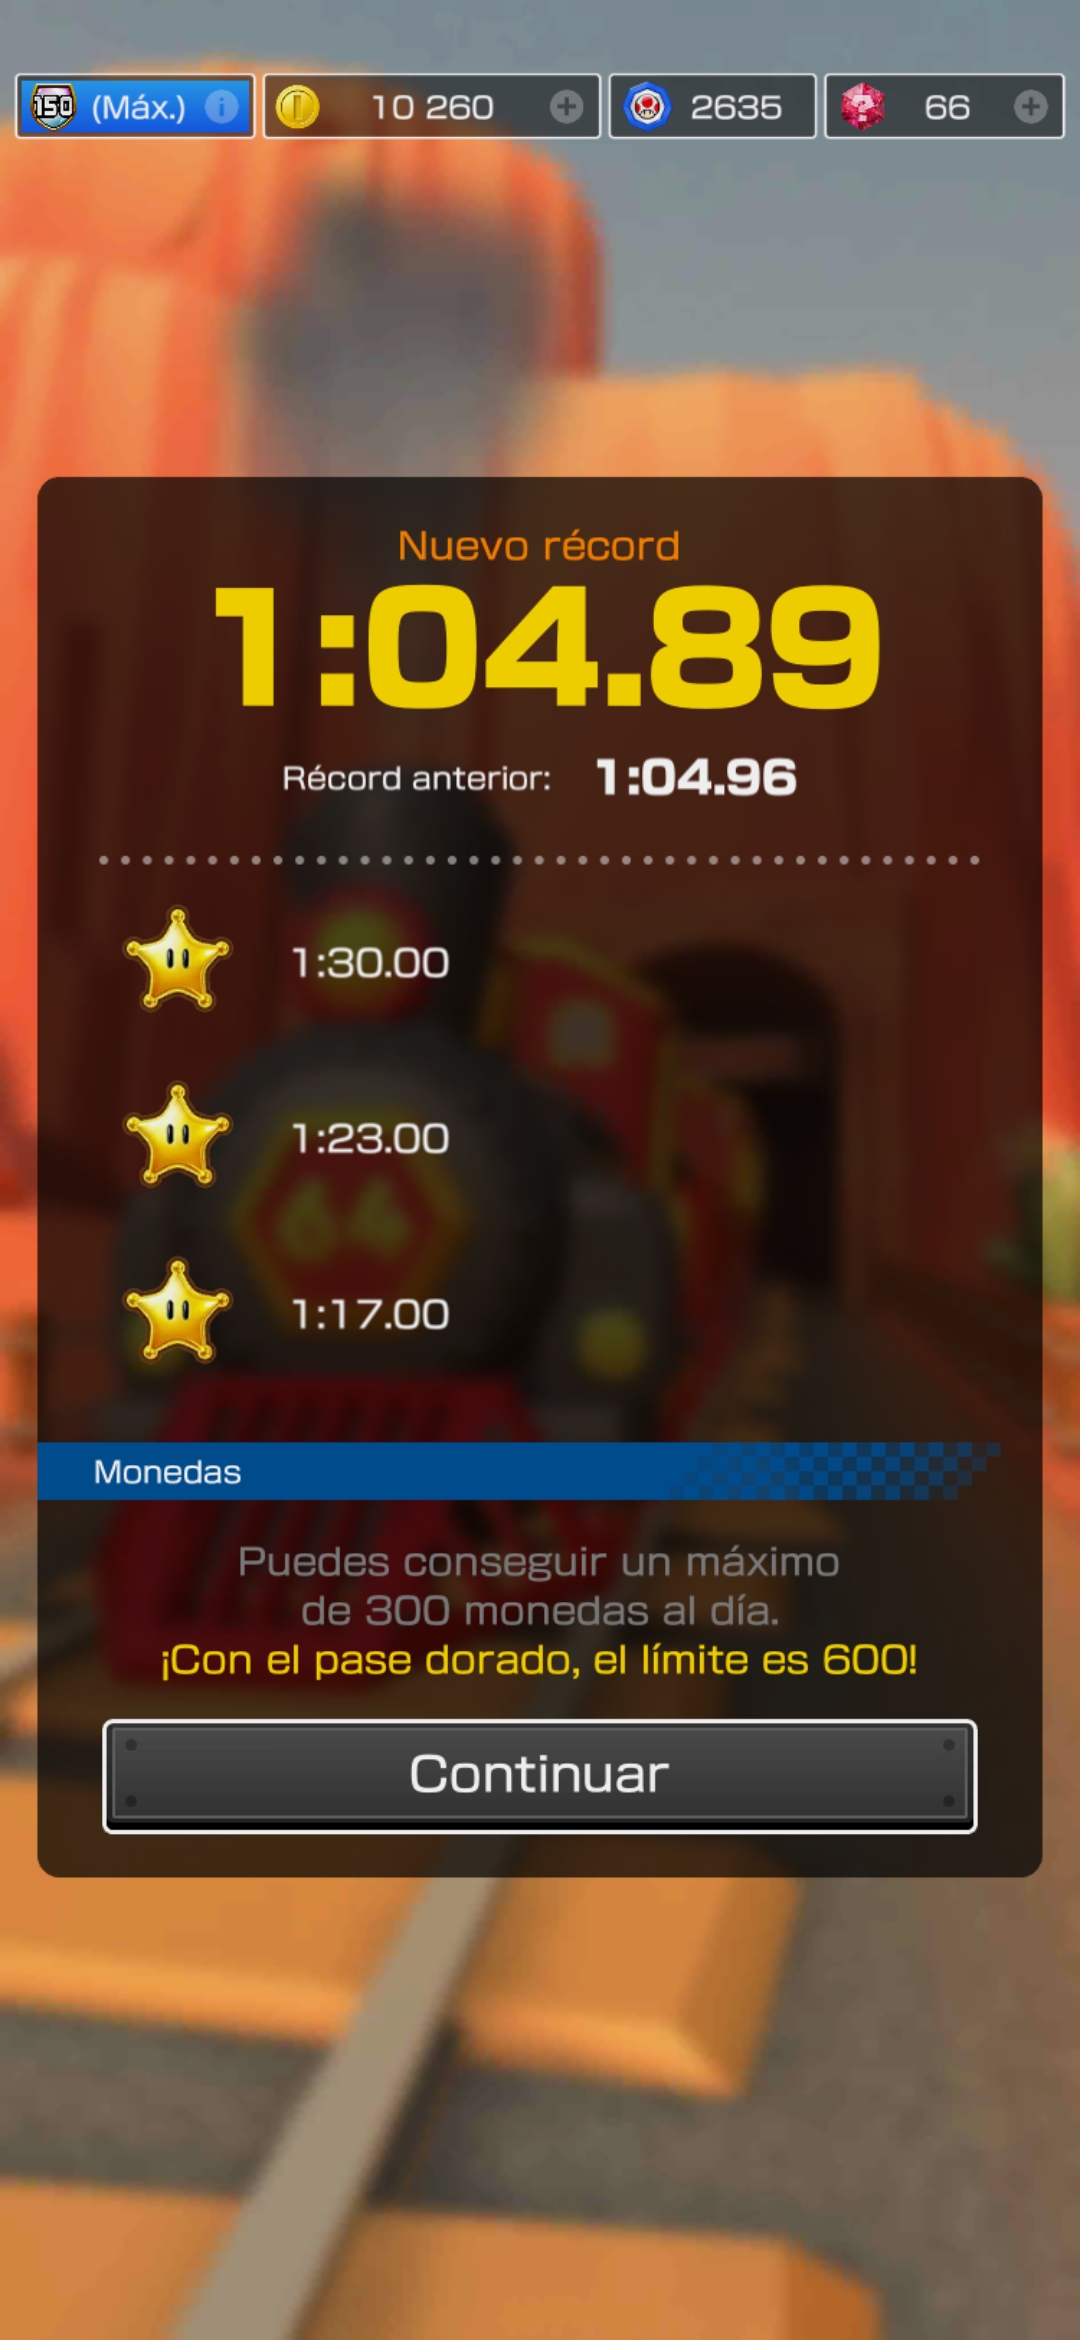 150 (Máx.) i 10 260 + 2635 ? 66 +
Nuevo récord
1:04.89
Récord anterior: 1:04.96
1:30.00
1:23.00
64
1:17.00
Monedas
Puedes conseguir un máximo
de 300 monedas al día.
¡Con el pase dorado, el límite es 600!
Continuar